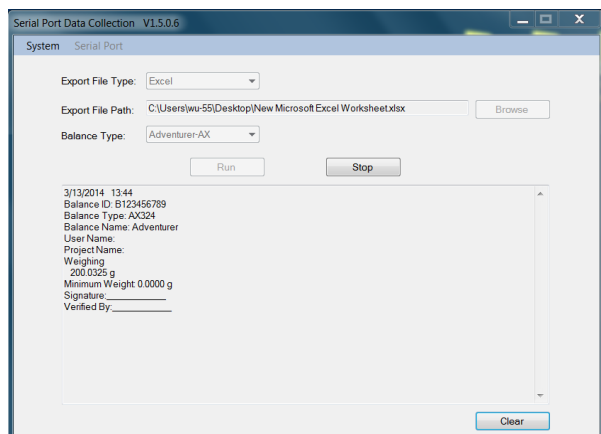 Serial Port Data Collection V1.5.0.6
System Serial Port
Export File Type: Excel
Export File Path: C:\Users\wu-55\Desktop\New Microsoft Excel Worksheet.xlsx Browse
Balance Type: Adventurer-AX
Run Stop
3/13/2014 13:44
Balance ID: B123456789
Balance Type: AX324
Balance Name: Adventurer
User Name:
Project Name:
Weighing
200.0325 g
Minimum Weight: 0.0000 g
Signature:____________
Verified By:____________
Clear